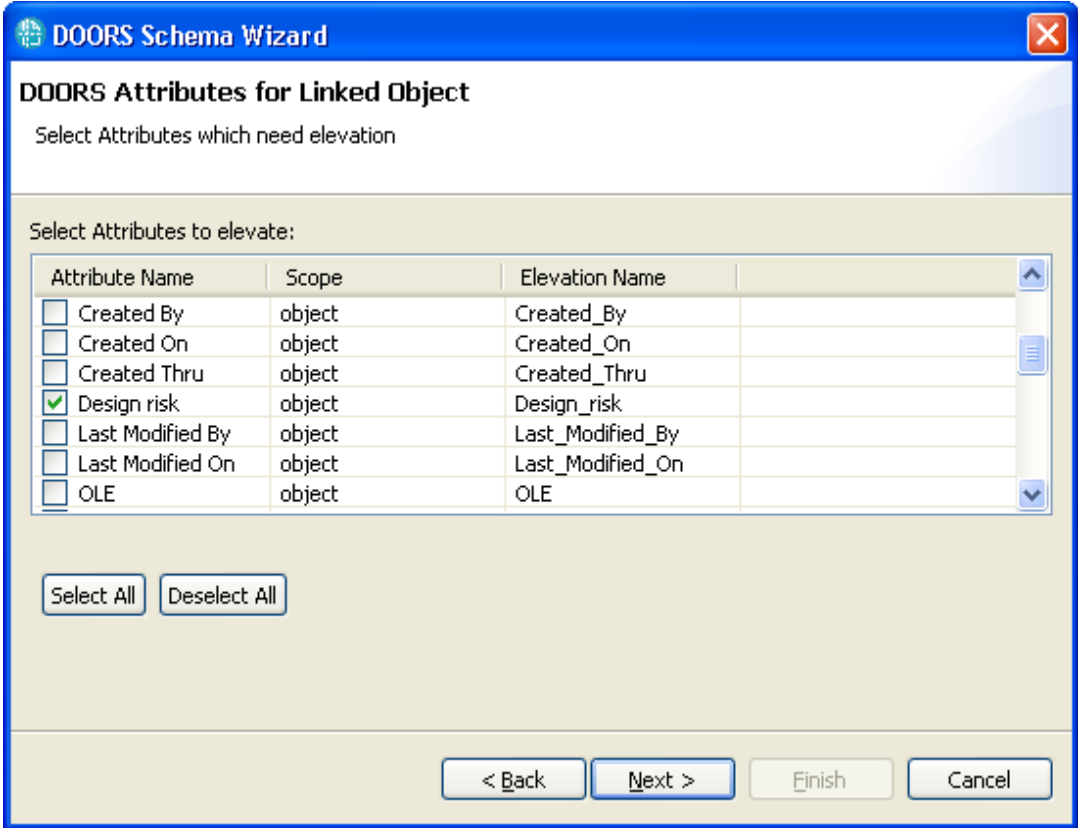 DOORS Schema Wizard
DOORS Attributes for Linked Object
Select Attributes which need elevation
Select Attributes to elevate:
Attribute Name Scope Elevation Name
Created By object Created_By
Created On object Created_On
Created Thru object Created_Thru
Design risk object Design_risk
Last Modified By object Last_Modified_By
Last Modified On object Last_Modified_On
OLE object OLE
Select All Deselect All
< Back Next > Finish Cancel